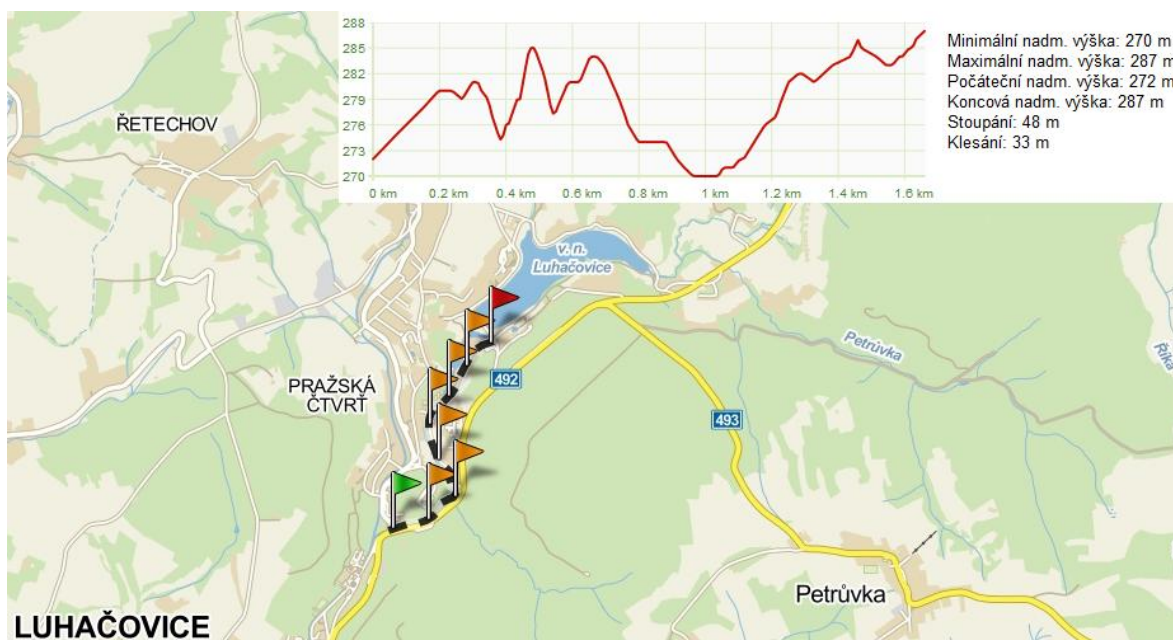 288
285
282
279
276
273
270
0 km
0.2 km
0.4 km
0.6 km
0.8 km
1 km
1.2 km
1.4 km
1.6 km
Minimální nadm. výška: 270 m
Maximální nadm. výška: 287 m
Počáteční nadm. výška: 272 m
Koncová nadm. výška: 287 m
Stoupání: 48 m
Klesání: 33 m
ŘETECHOV
v. n.
Luhačovice
Petrůvka
Říka
PRAŽSKÁ
ČTVRŤ
492
493
Petrůvka
LUHAČOVICE